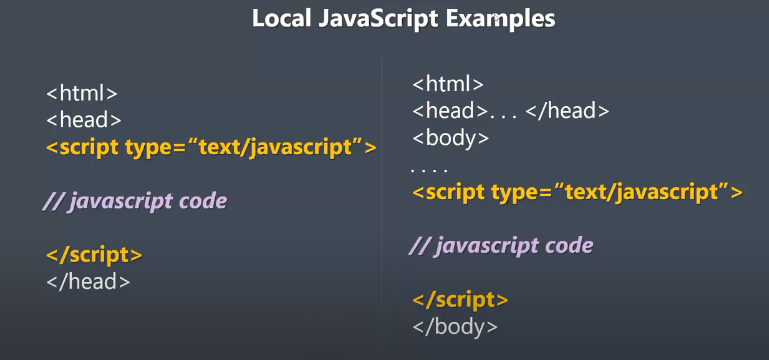 Local JavaScript Examples
<html>
<head>
<script type=“text/javascript”>
// javascript code
</script>
</head>
<html>
<head>. . . </head>
<body>
. . . .
<script type=“text/javascript”>
// javascript code
</script>
</body>